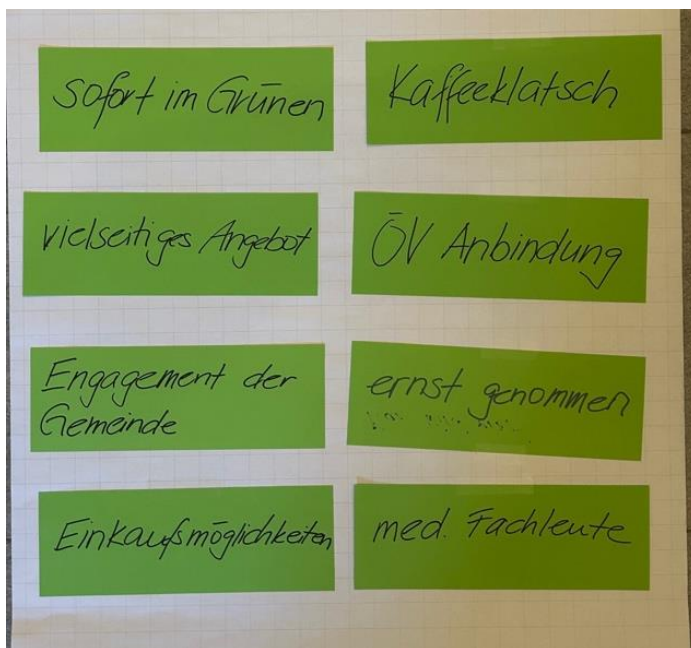 Sofort im Grünen
Kaffeeklatsch
vielseitiges Angebot
ÖV Anbindung
Engagement der
Gemeinde
ernst genommen
Einkaufsmöglichkeiten
med. Fachleute